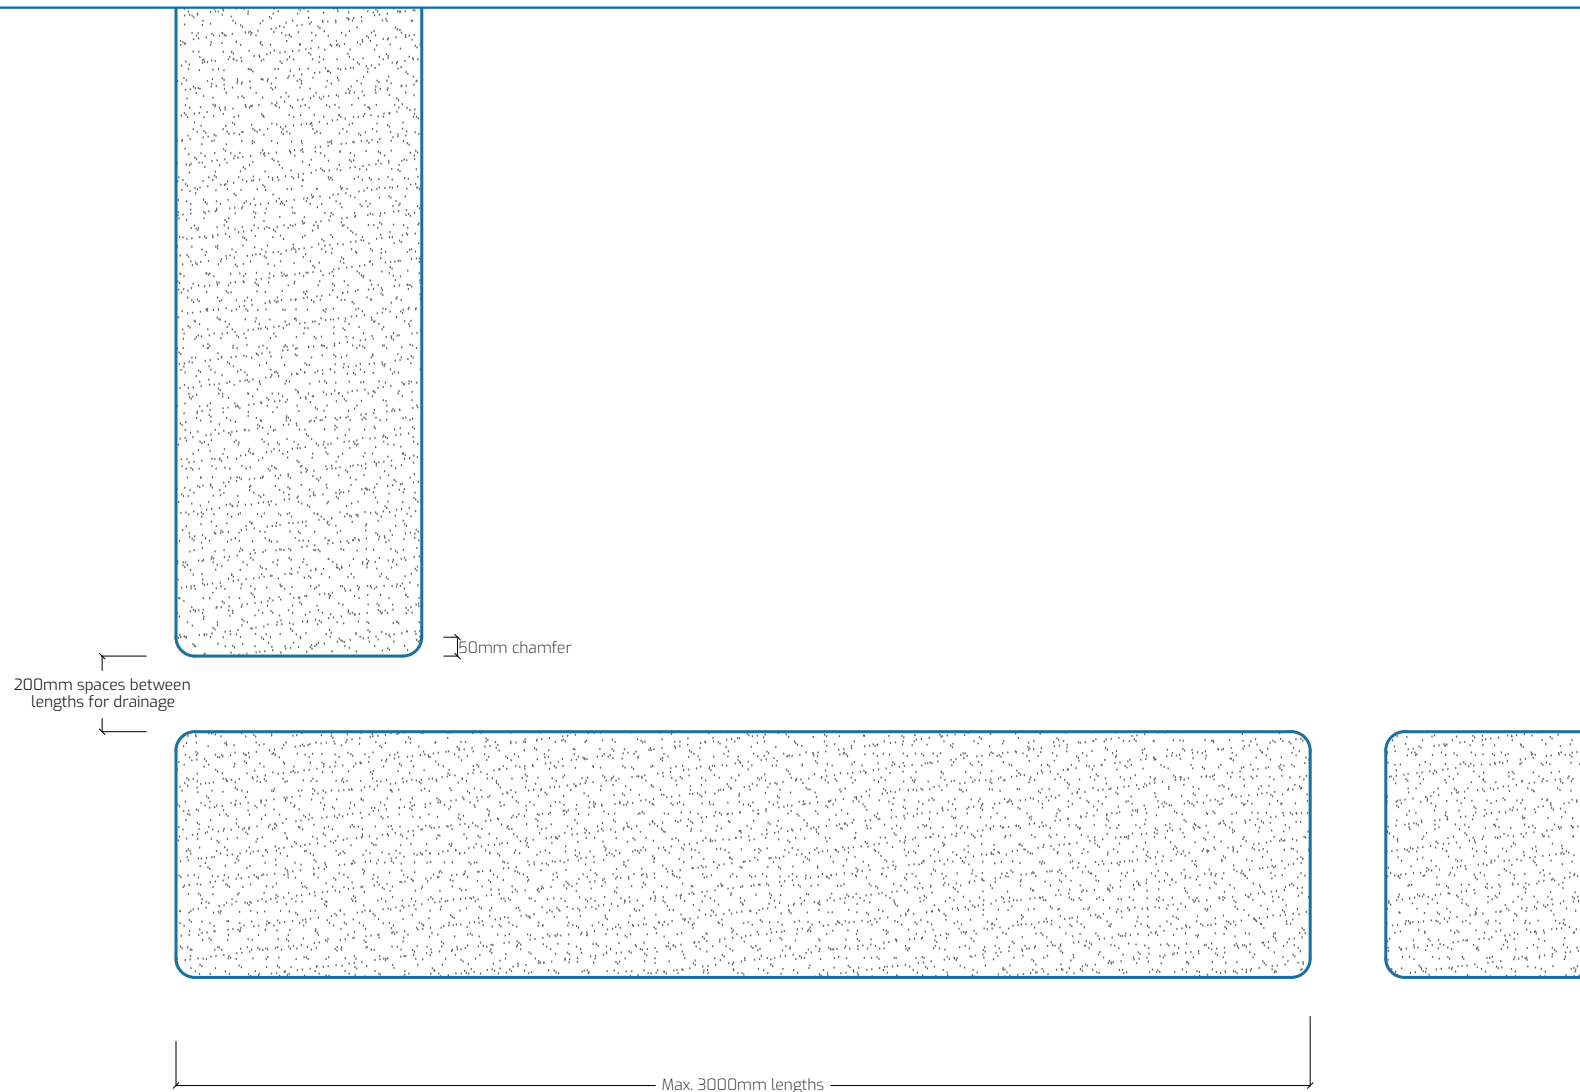 50mm chamfer
200mm spaces between
lengths for drainage
Max. 3000mm lengths